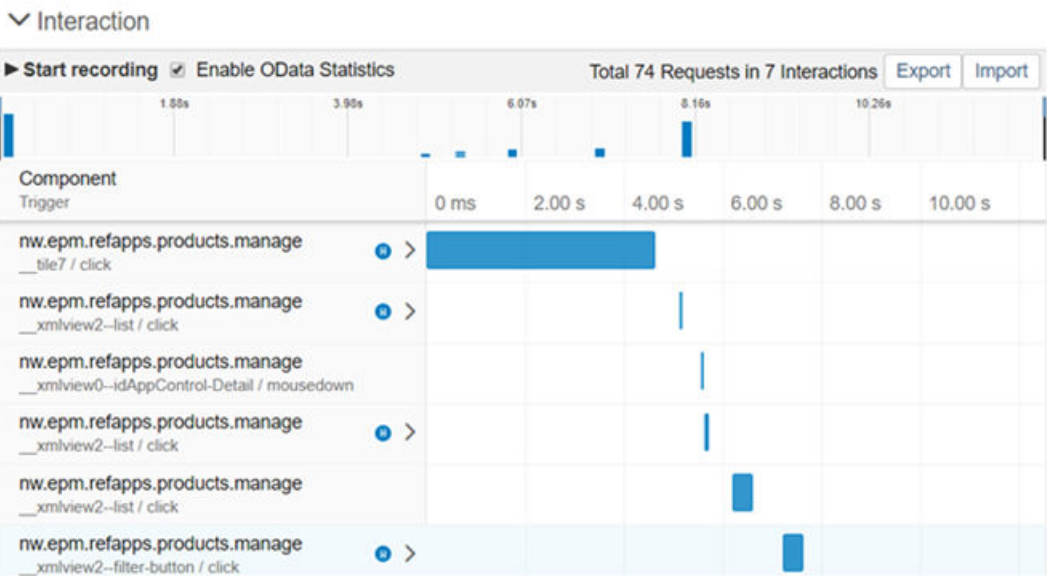 Interaction
Start recording Enable OData Statistics Total 74 Requests in 7 Interactions Export Import
1.88s 3.98s 6.07s 8.16s 10.26s
Component
Trigger 0 ms 2.00 s 4.00 s 6.00 s 8.00 s 10.00 s
nw.epm.refapps.products.manage
__tile7 / click
nw.epm.refapps.products.manage
__xmlview2--list / click
nw.epm.refapps.products.manage
__xmlview0--idAppControl-Detail / mousedown
nw.epm.refapps.products.manage
__xmlview2--list / click
nw.epm.refapps.products.manage
__xmlview2--list / click
nw.epm.refapps.products.manage
__xmlview2--filter-button / click